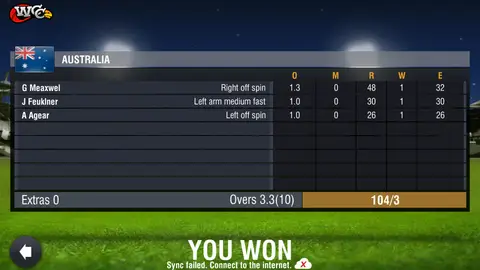 WCC
AUSTRALIA
O M R W E
G Meaxwel Right off spin 1.3 0 48 1 32
J Feuklner Left arm medium fast 1.0 0 30 1 30
A Agear Left off spin 1.0 0 26 1 26
Extras 0 Overs 3.3(10) 104/3
YOU WON
Sync failed. Connect to the internet.